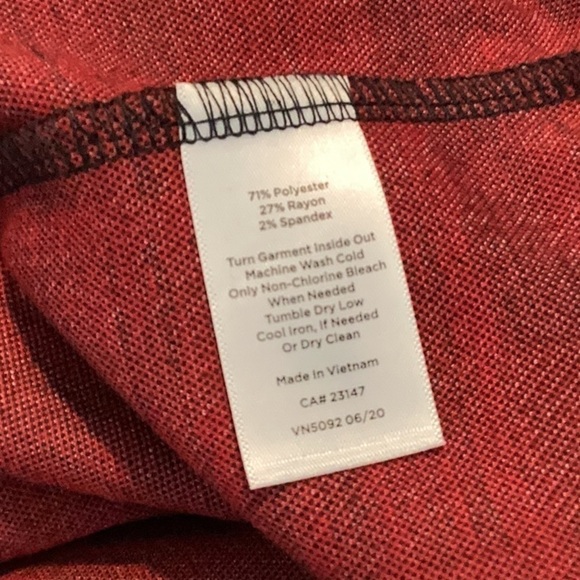 71% Polyester
27% Rayon
2% Spandex
Turn Garment Inside Out
Machine Wash Cold
Only Non-Chlorine Bleach
When Needed
Tumble Dry Low
Cool Iron, If Needed
Or Dry Clean
Made in Vietnam
CA# 23147
VN5092 06/20